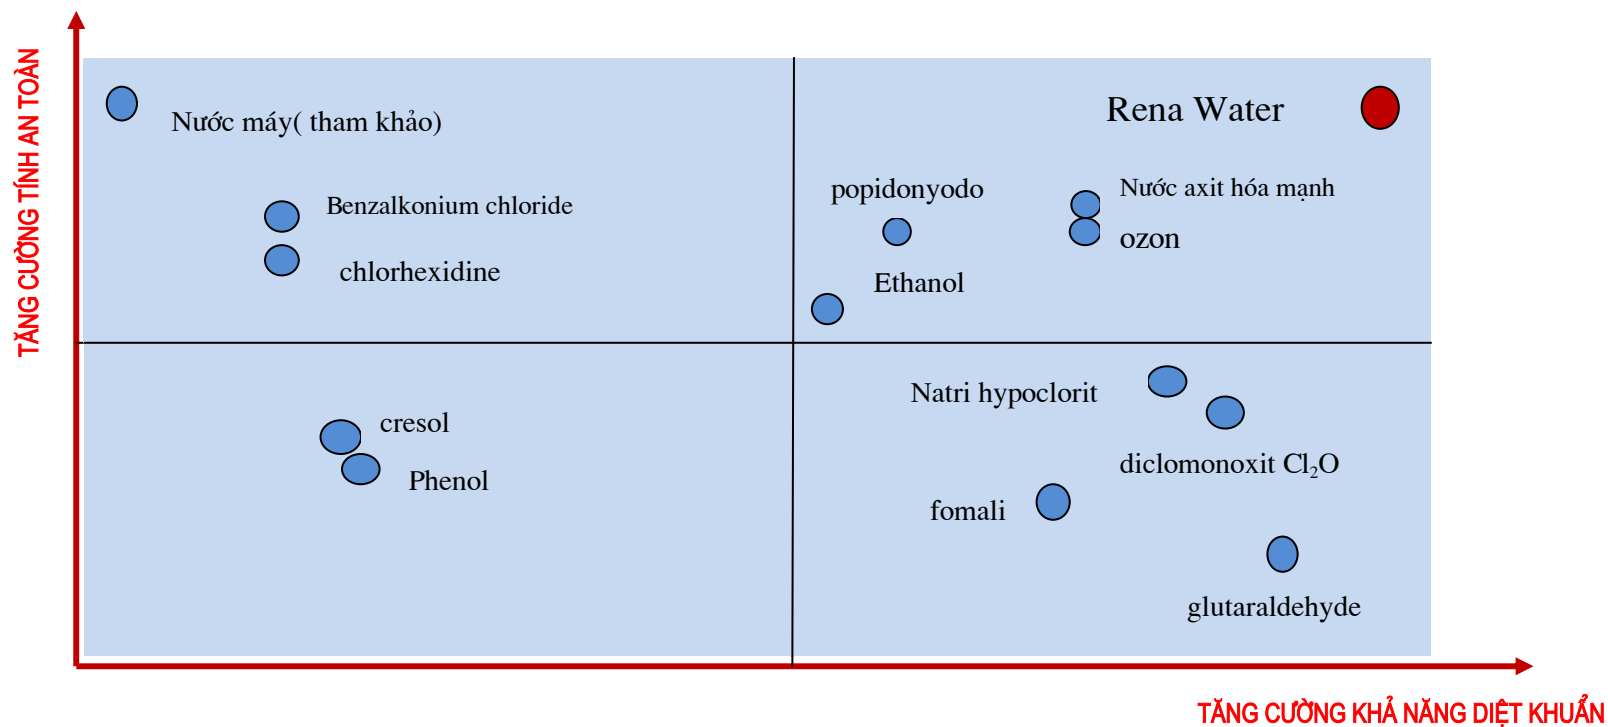 TĂNG CƯỜNG TÍNH AN TOÀN
Nước máy( tham khảo)
Rena Water
Benzalkonium chloride
popidonyodo
Nước axit hóa mạnh
ozon
chlorhexidine
Ethanol
Natri hypoclorit
cresol
diclomonoxit Cl₂O
Phenol
fomali
glutaraldehyde
TĂNG CƯỜNG KHẢ NĂNG DIỆT KHUẨN